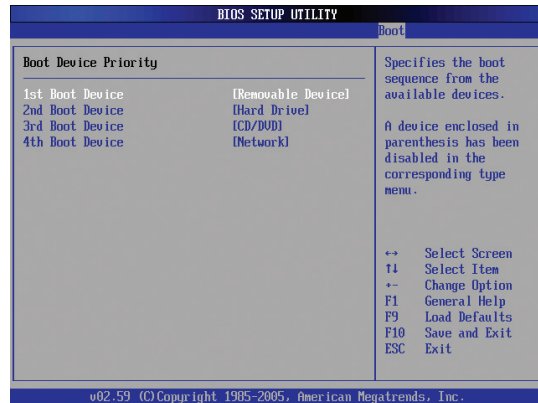 BIOS SETUP UTILITY
Boot
Boot Device Priority
1st Boot Device [Removable Device]
2nd Boot Device [Hard Drive]
3rd Boot Device [CD/DVD]
4th Boot Device [Network]
Specifies the boot
sequence from the
available devices.
A device enclosed in
parenthesis has been
disabled in the
corresponding type
menu.
↔ Select Screen
↑↓ Select Item
+- Change Option
F1 General Help
F9 Load Defaults
F10 Save and Exit
ESC Exit
v02.59 (C)Copyright 1985-2005, American Megatrends, Inc.